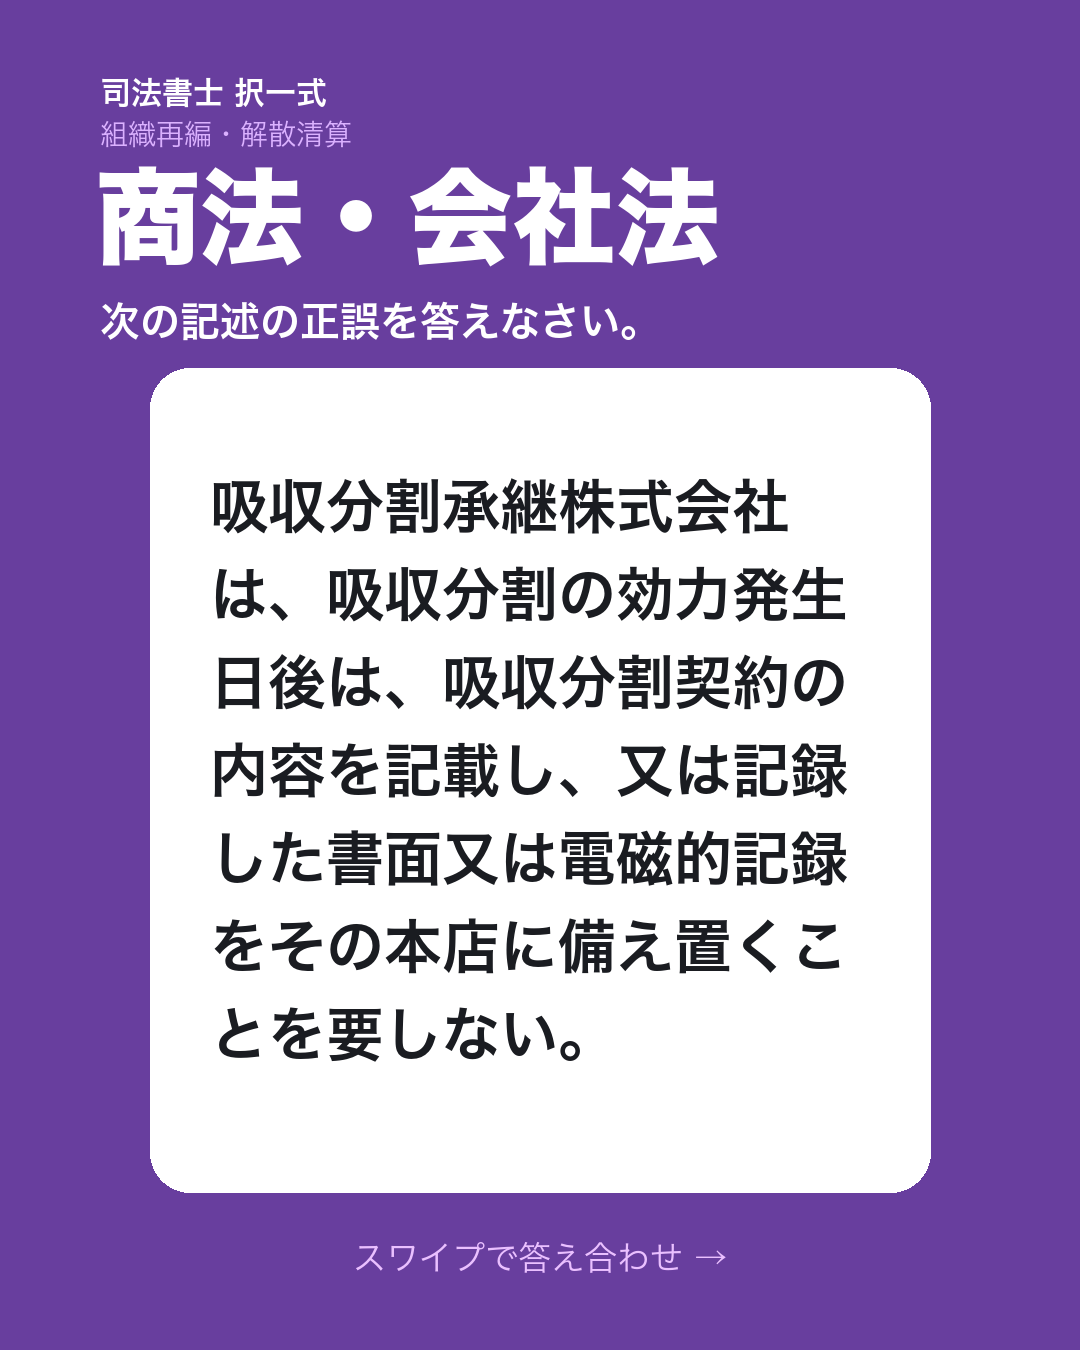 司法書士 択一式
組織再編・解散清算
商法・会社法
次の記述の正誤を答えなさい。
吸収分割承継株式会社
は、吸収分割の効力発生
日後は、吸収分割契約の
内容を記載し、又は記録
した書面又は電磁的記録
をその本店に備え置くこ
とを要しない。
スワイプで答え合わせ →